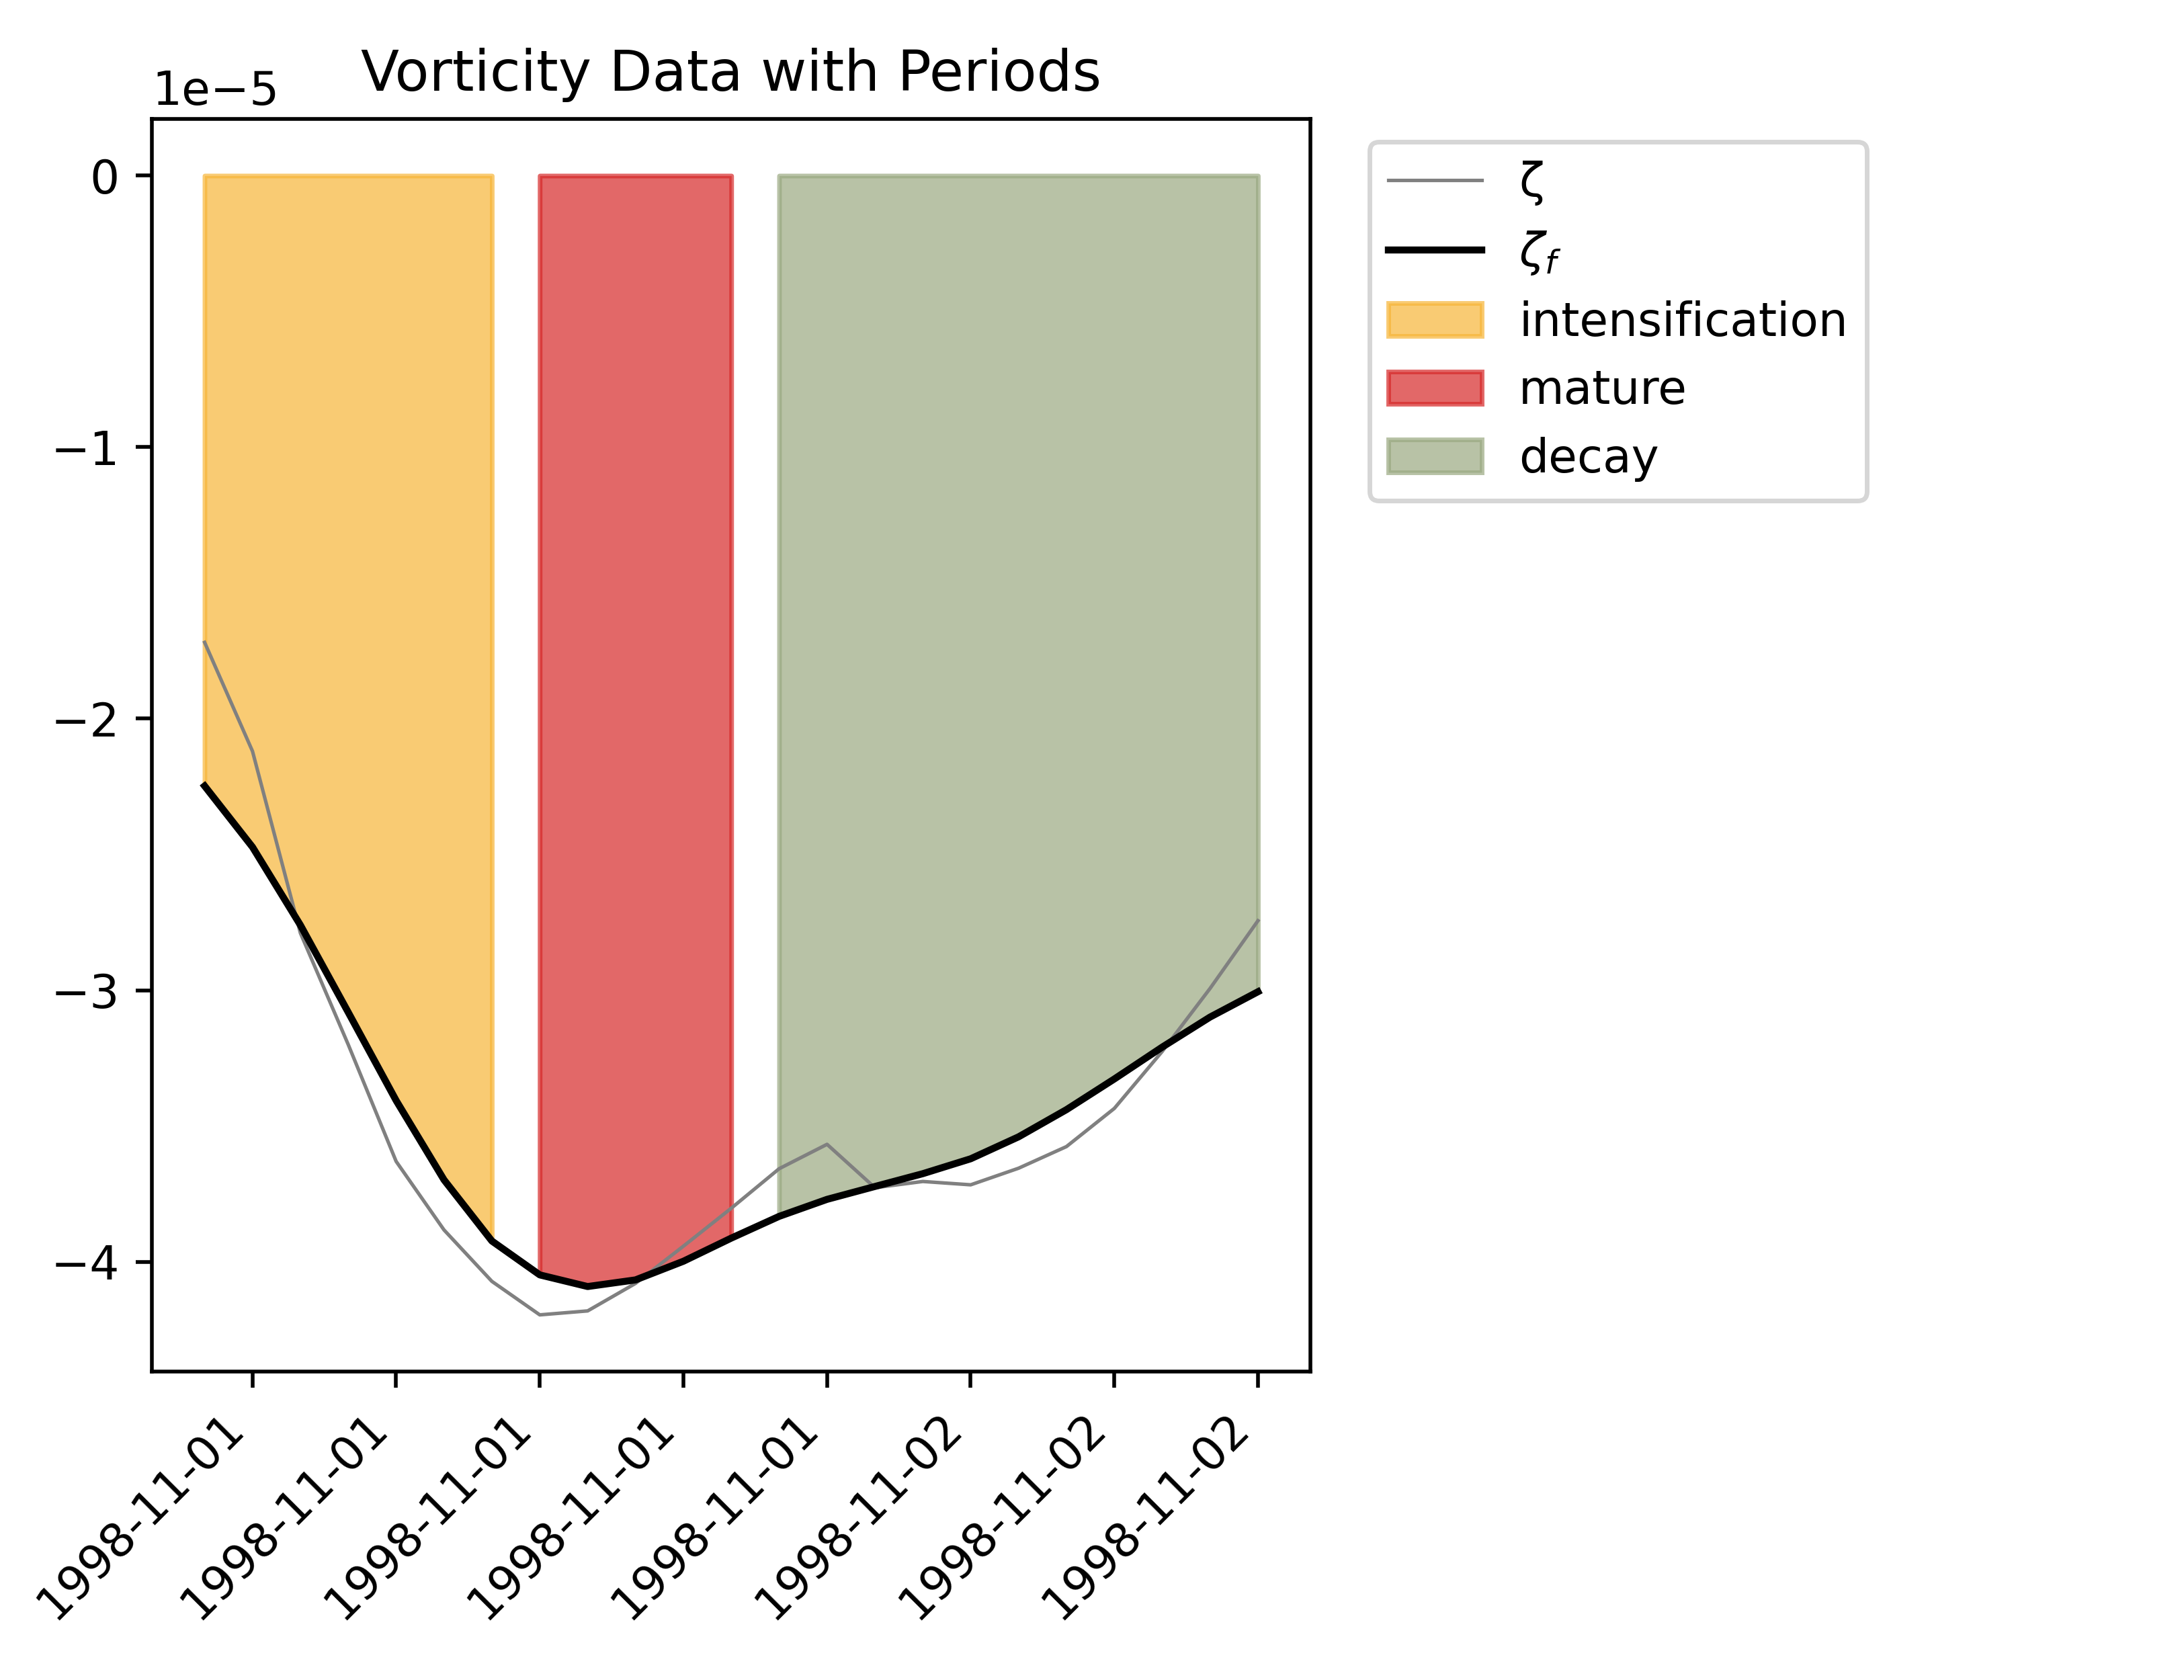 Vorticity Data with Periods
1e−5
0
−1
−2
−3
−4
1998-11-01
1998-11-01
1998-11-01
1998-11-01
1998-11-01
1998-11-02
1998-11-02
1998-11-02
ζ
ζf
intensification
mature
decay